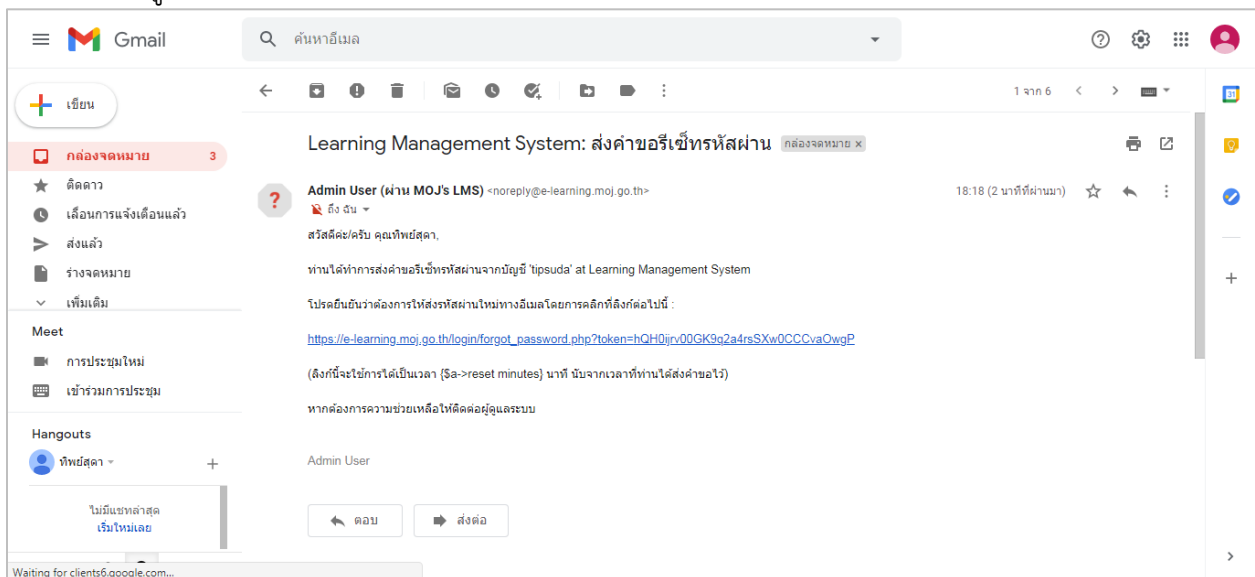 Gmail
ค้นหาอีเมล
เขียน
1 จาก 6
31
กล่องจดหมาย 3
ติดดาว
เลื่อนการแจ้งเตือนแล้ว
ส่งแล้ว
ร่างจดหมาย
เพิ่มเติม
Meet
การประชุมใหม่
เข้าร่วมการประชุม
Hangouts
ทิพย์สุดา
ไม่มีแชทล่าสุด
เริ่มใหม่เลย
Waiting for clients6.google.com...
Learning Management System: ส่งคำขอรีเซ็ทรหัสผ่าน กล่องจดหมาย x
Admin User (ผ่าน MOJ's LMS) <noreply@e-learning.moj.go.th> 18:18 (2 นาทีที่ผ่านมา)
ถึง ฉัน
สวัสดีค่ะ/ครับ คุณทิพย์สุดา,
ท่านได้ทำการส่งคำขอรีเซ็ทรหัสผ่านจากบัญชี 'tipsuda' at Learning Management System
โปรดยืนยันว่าต้องการให้ส่งรหัสผ่านใหม่ทางอีเมลโดยการคลิกที่ลิงก์ต่อไปนี้ :
https://e-learning.moj.go.th/login/forgot_password.php?token=hQH0ijrv00GK9q2a4rsSXw0CCCvaOwgP
(ลิงก์นี้จะใช้การได้เป็นเวลา {$a->reset minutes} นาที นับจากเวลาที่ท่านได้ส่งคำขอไว้)
หากต้องการความช่วยเหลือให้ติดต่อผู้ดูแลระบบ
Admin User
ตอบ
ส่งต่อ